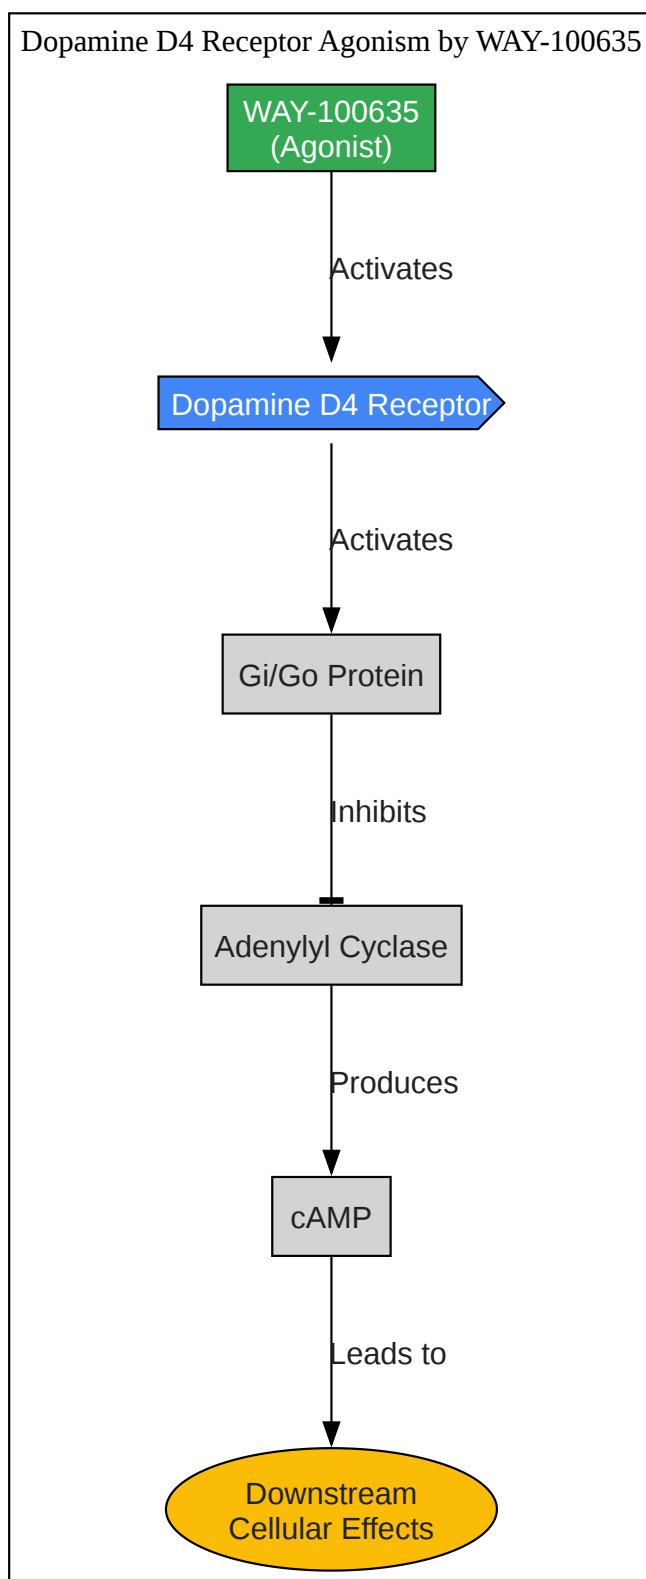 Dopamine D4 Receptor Agonism by WAY-100635
WAY-100635
(Agonist)
Activates
Dopamine D4 Receptor
Activates
Gi/Go Protein
Inhibits
Adenylyl Cyclase
Produces
cAMP
Leads to
Downstream
Cellular Effects